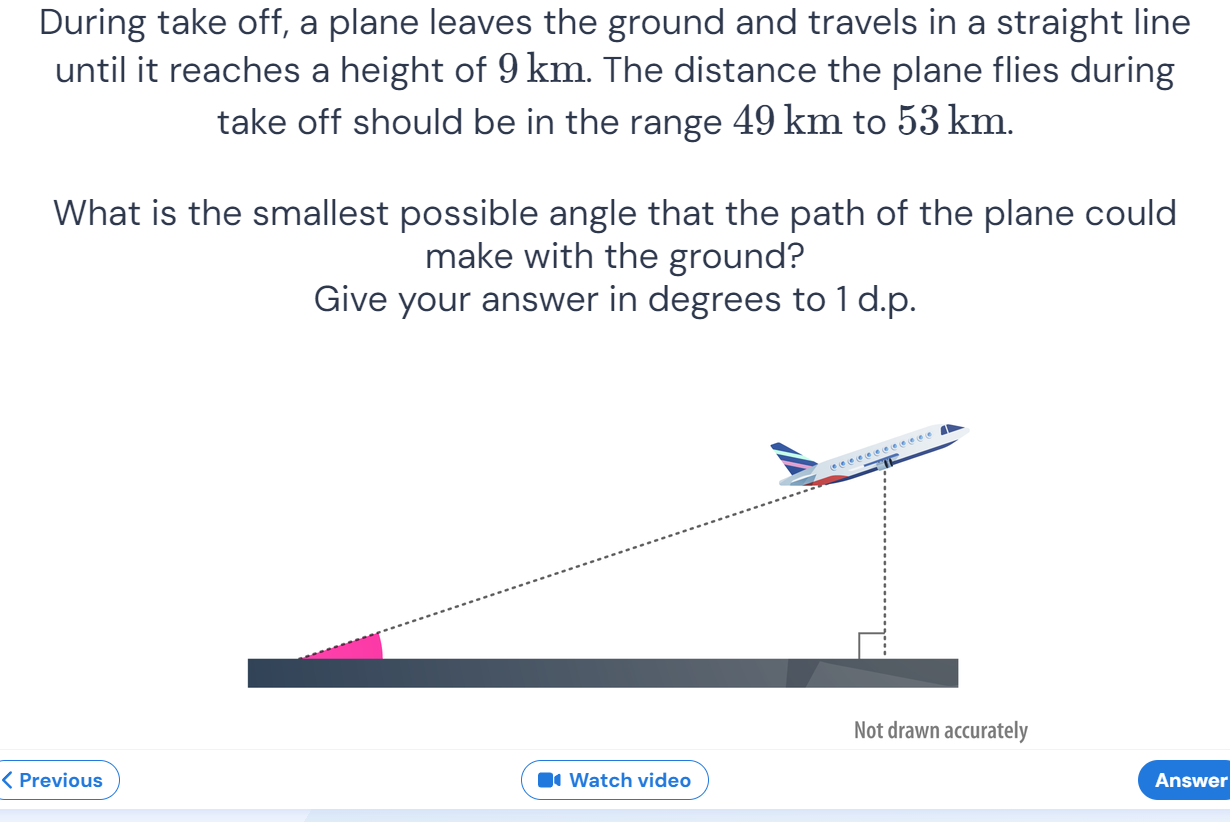 During take off, a plane leaves the ground and travels in a straight line
until it reaches a height of 9 km. The distance the plane flies during
take off should be in the range 49 km to 53 km.
What is the smallest possible angle that the path of the plane could
make with the ground?
Give your answer in degrees to 1 d.p.
Not drawn accurately
Previous
Watch video
Answer